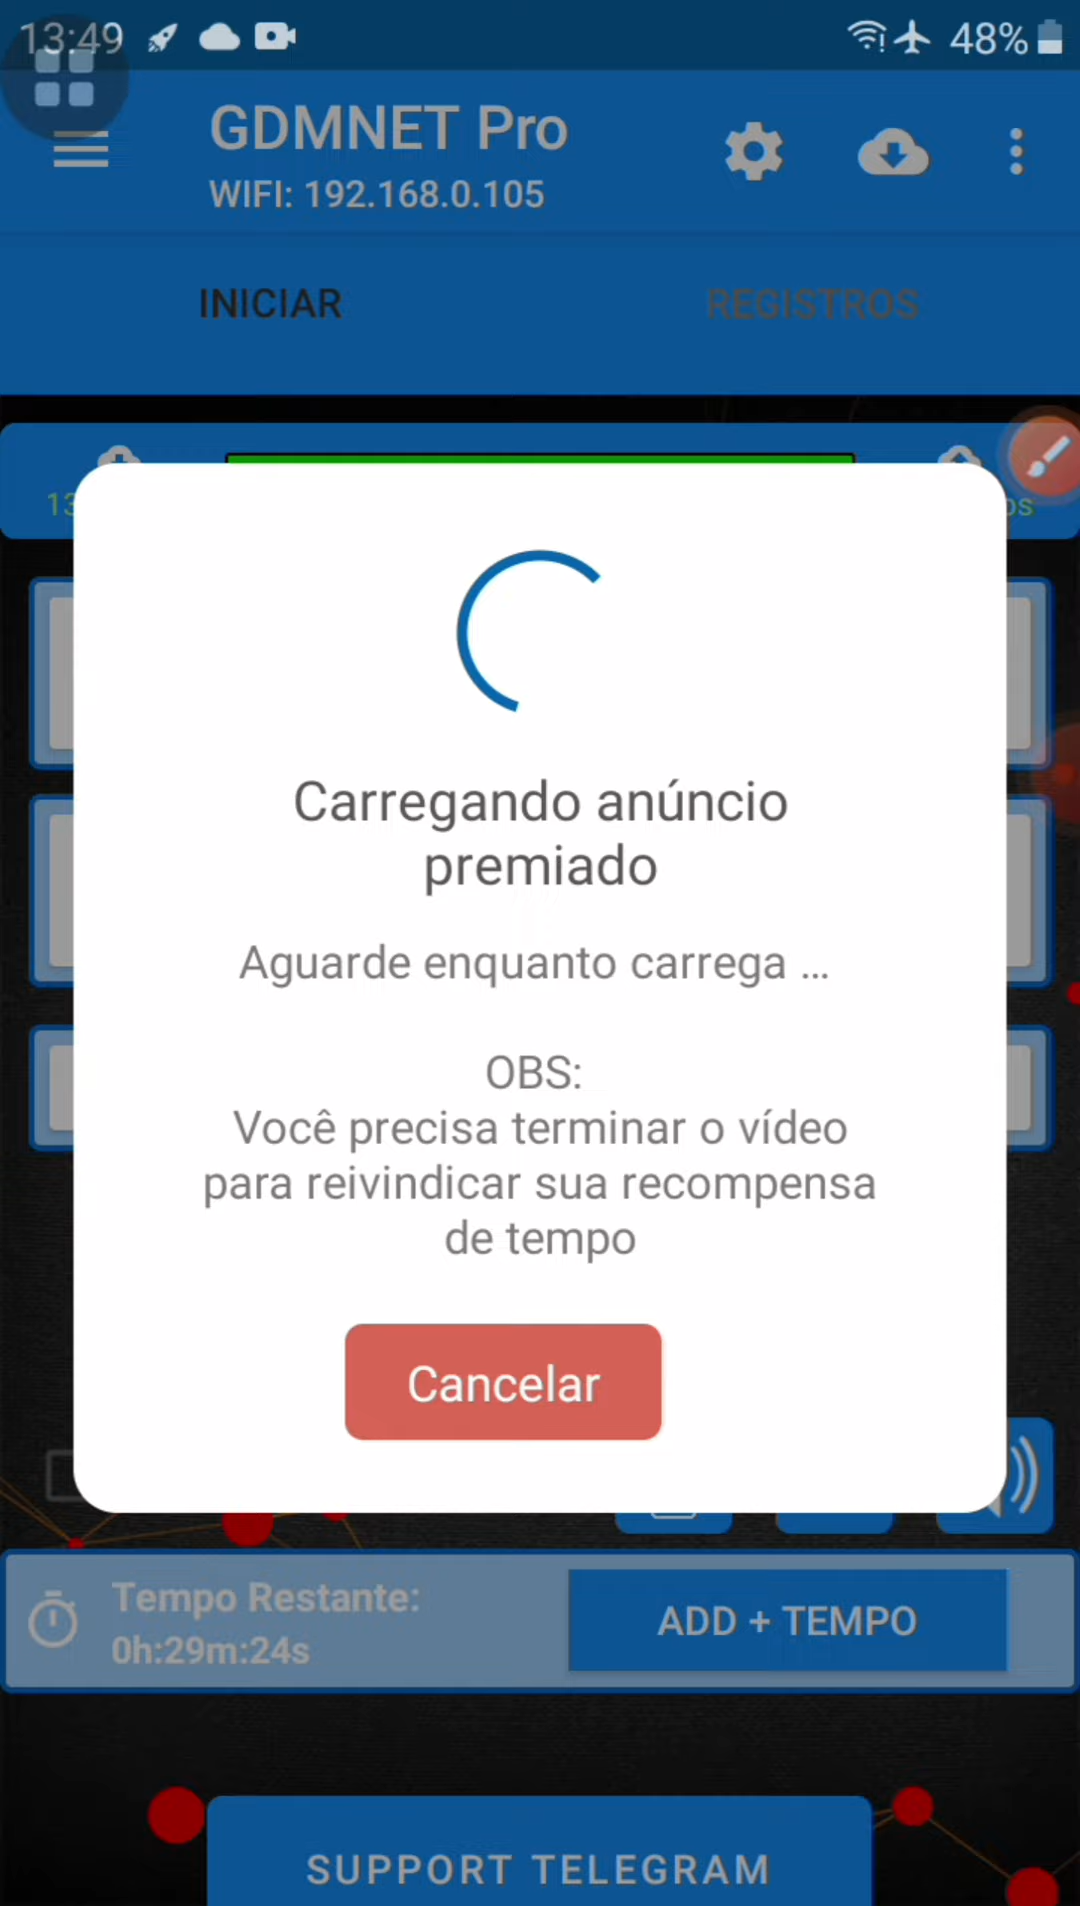 13:49
48%
GDMNET Pro
WIFI: 192.168.0.105
INICIAR
REGISTROS
Carregando anúncio
premiado
Aguarde enquanto carrega ...
OBS:
Você precisa terminar o vídeo
para reivindicar sua recompensa
de tempo
Cancelar
Tempo Restante:
0h:29m:24s
ADD + TEMPO
SUPPORT TELEGRAM